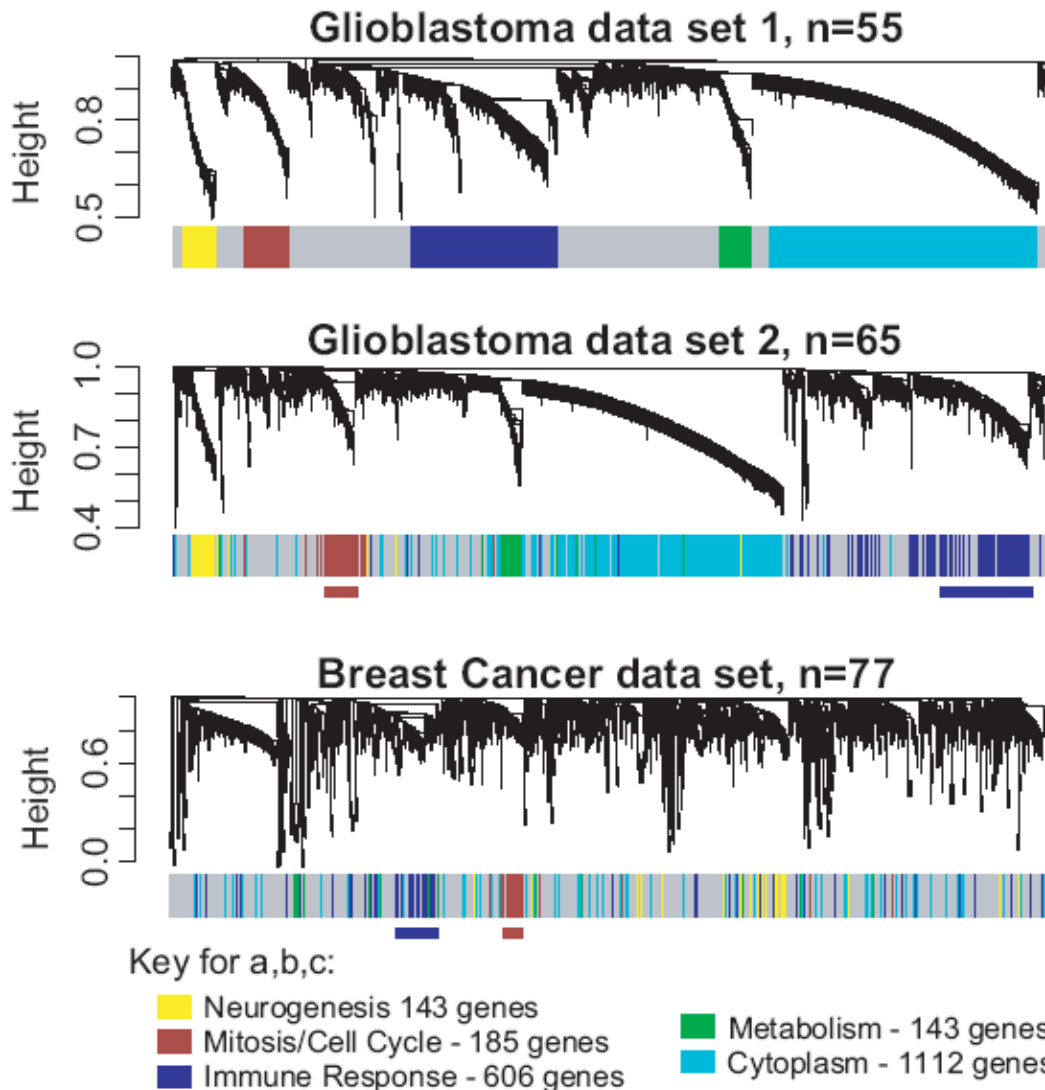 Glioblastoma data set 1, n=55
Height
0.8
0.5
Glioblastoma data set 2, n=65
Height
1.0
0.7
0.4
Breast Cancer data set, n=77
Height
0.6
0.0
Key for a,b,c:
Neurogenesis 143 genes
Mitosis/Cell Cycle - 185 genes
Immune Response - 606 genes
Metabolism - 143 genes
Cytoplasm - 1112 genes